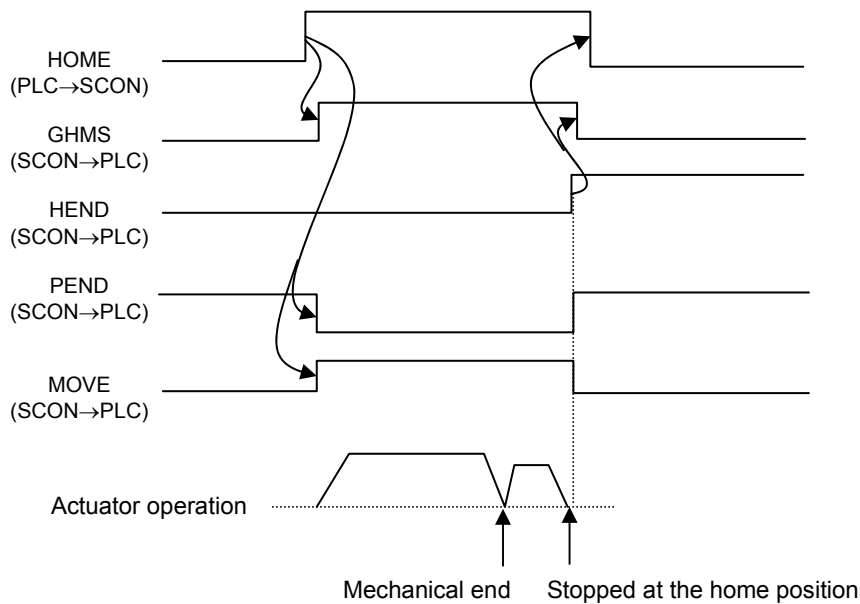 HOME
(PLC→SCON)
GHMS
(SCON→PLC)
HEND
(SCON→PLC)
PEND
(SCON→PLC)
MOVE
(SCON→PLC)
Actuator operation
Mechanical end
Stopped at the home position